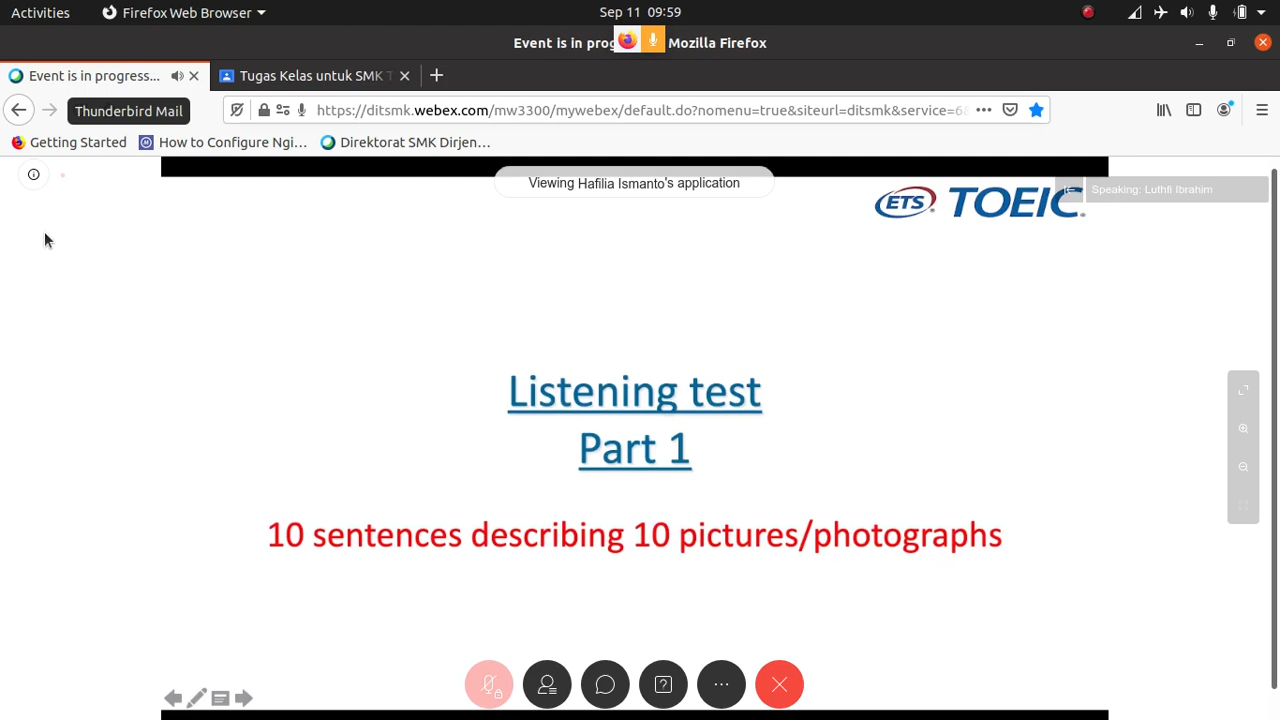 Activities
Firefox Web Browser
Sep 11 09:59
Event is in prog
Mozilla Firefox
Event is in progress...
Tugas Kelas untuk SMK T
Thunderbird Mail
https://ditsmk.webex.com/mw3300/mywebex/default.do?nomenu=true&siteurl=ditsmk&service=68
Getting Started
How to Configure Ngi...
Direktorat SMK Dirjen...
Viewing Hafilia Ismanto's application
Speaking: Luthfi Ibrahim
ETS TOEIC
Listening test
Part 1
10 sentences describing 10 pictures/photographs